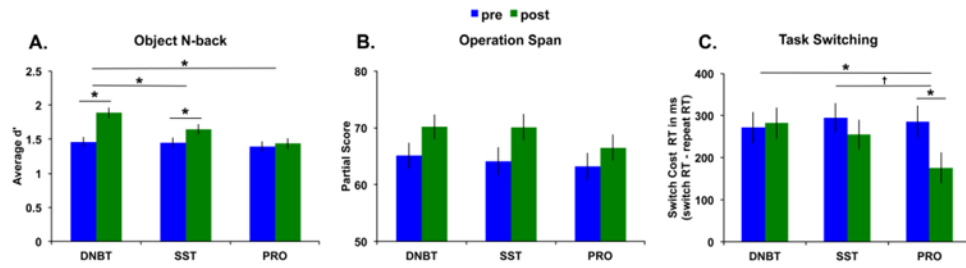 pre post
A. Object N-back
B. Operation Span
C. Task Switching
Average d'
2.5
2
1.5
1
0.5
0
* * * *
DNBT SST PRO
Partial Score
80
70
60
50
DNBT SST PRO
Switch Cost RT in ms
(switch RT - repeat RT)
400
300
200
100
0
*
†
*
DNBT SST PRO